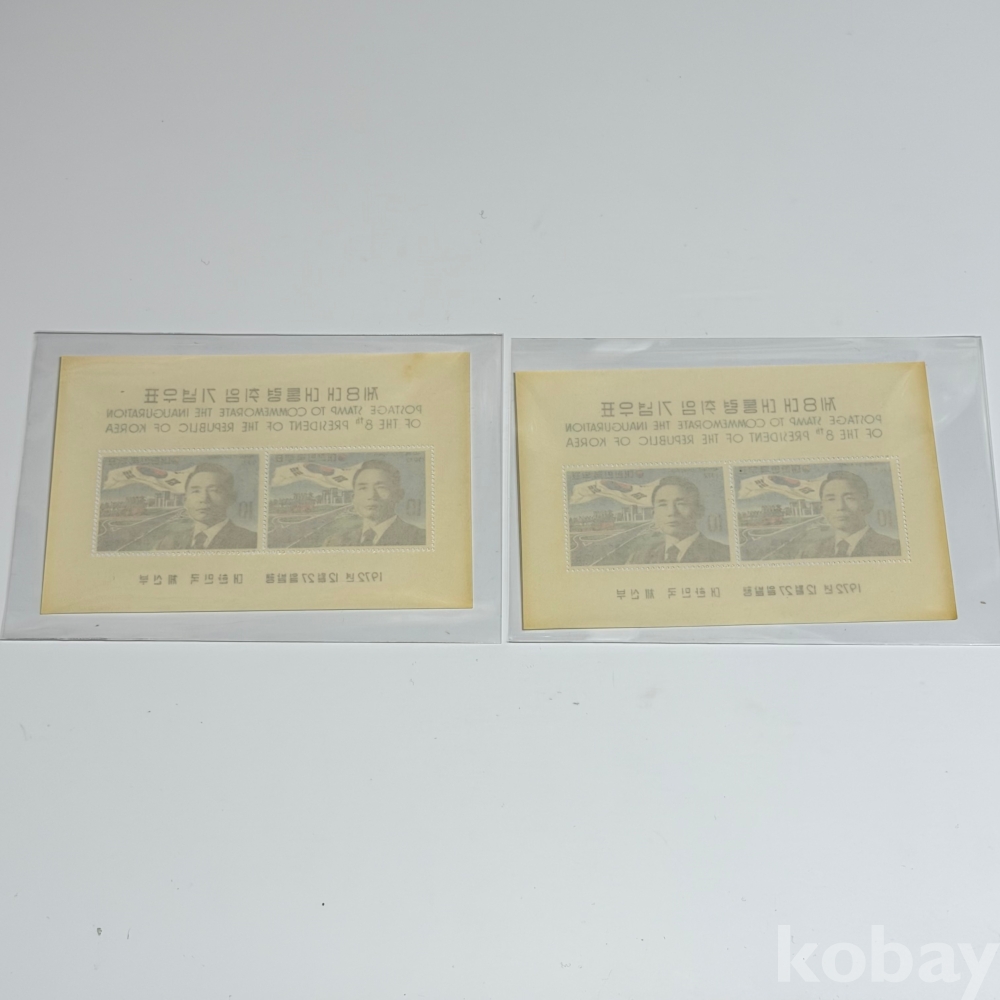 제8대 대통령취임 기념우표
POSTAGE STAMP TO COMMEMORATE THE INAUGURATION
OF THE 8TH PRESIDENT OF THE REPUBLIC OF KOREA
10
10
1972년 12월 27일발행 대한민국 체신부
제8대 대통령취임 기념우표
POSTAGE STAMP TO COMMEMORATE THE INAUGURATION
OF THE 8TH PRESIDENT OF THE REPUBLIC OF KOREA
10
10
1972년 12월 27일발행 대한민국 체신부
kobay